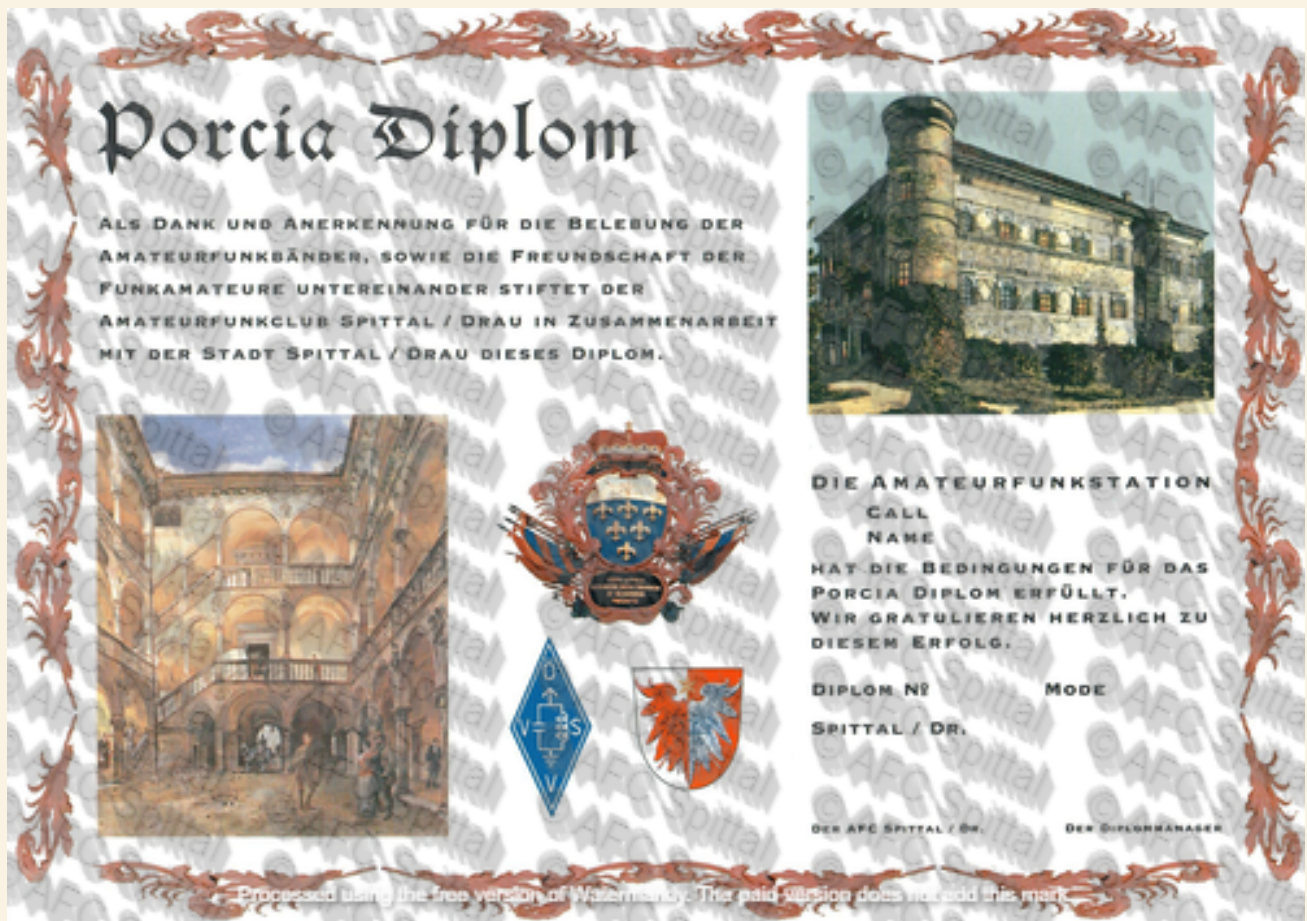 Porcia Diplom
Als Dank und Anerkennung für die Belebung der
Amateurfunkbänder, sowie die Freundschaft der
Funkamateure untereinander stiftet der
Amateurfunkclub Spittal / Drau in Zusammenarbeit
mit der Stadt Spittal / Drau dieses Diplom.
Die Amateurfunkstation
Call
Name
hat die Bedingungen für das
Porcia Diplom erfüllt.
Wir gratulieren herzlich zu
diesem Erfolg.
Diplom Nº Mode
Spittal / Dr.
Ö
V S
V
Der AFC Spittal / Dr. Der Diplommanager
© AFC Spittal
Processed using the free version of Watermarkly. The paid version does not add this mark.